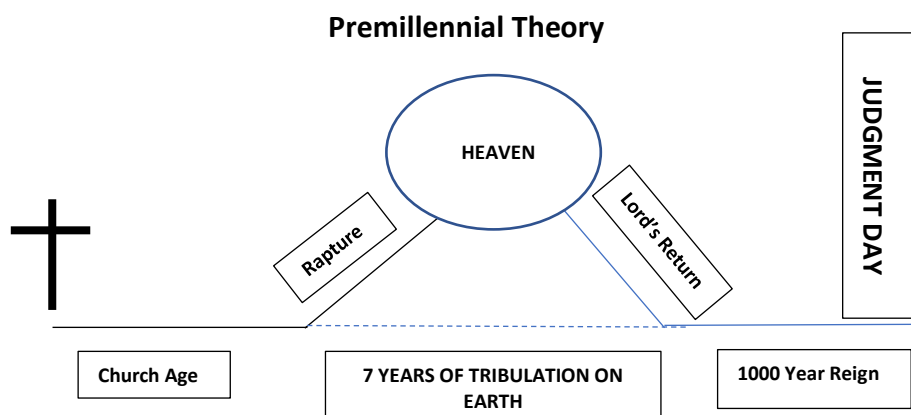 Premillennial Theory
HEAVEN
Rapture
Lord's Return
JUDGMENT DAY
Church Age
7 YEARS OF TRIBULATION ON
EARTH
1000 Year Reign